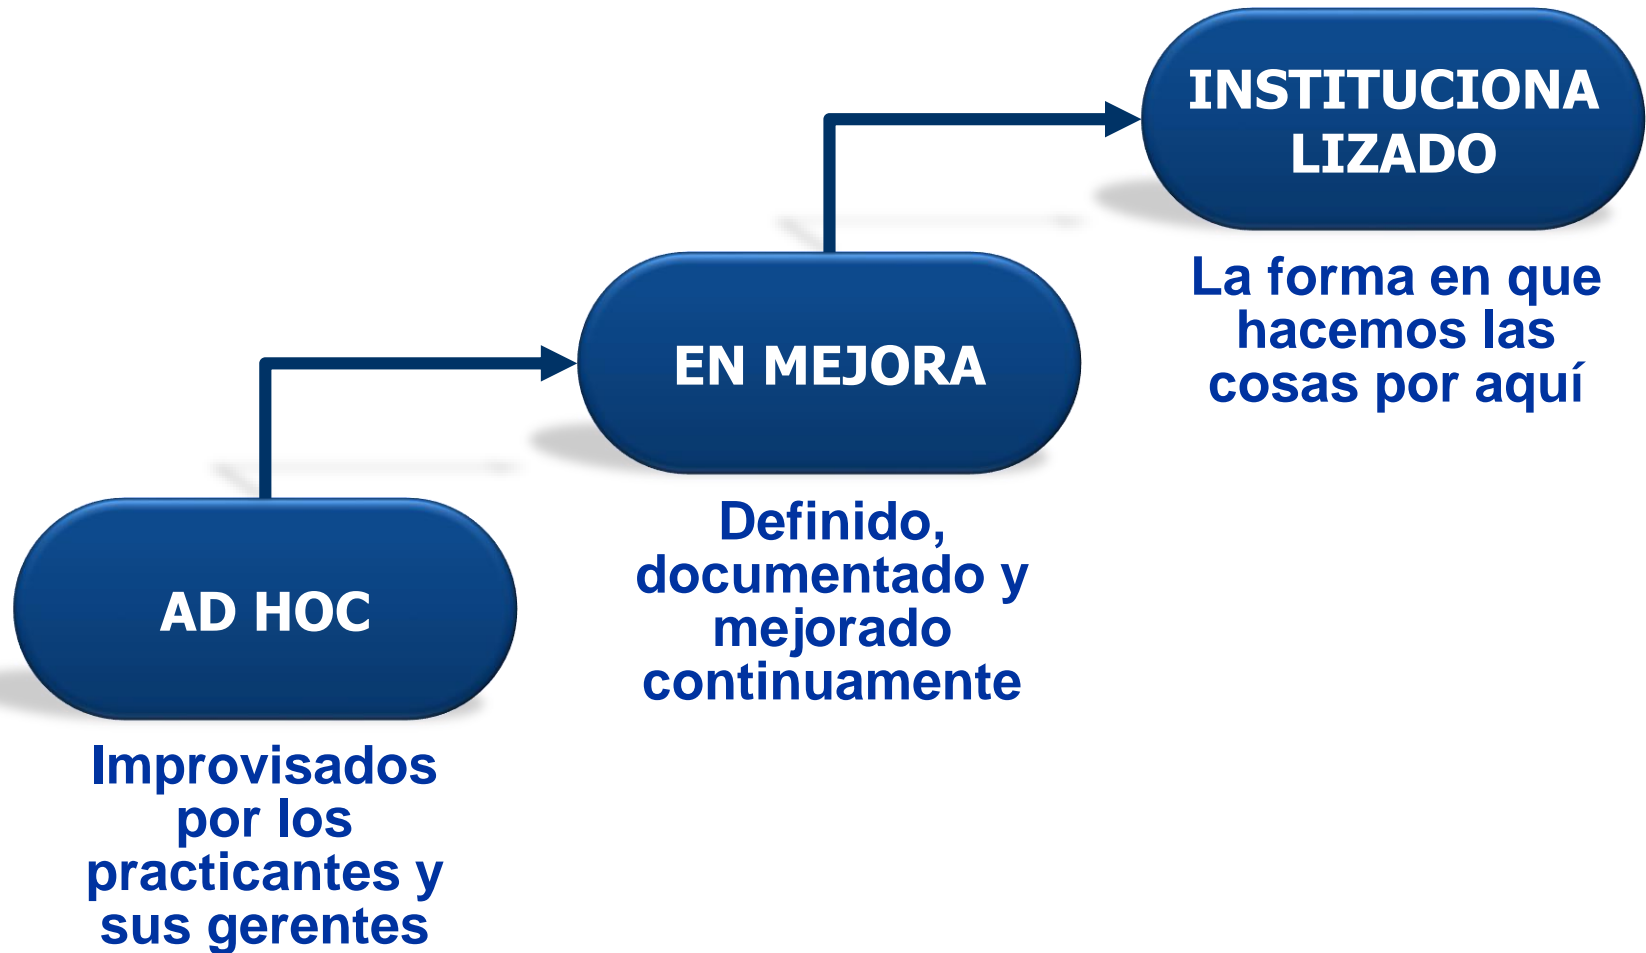 INSTITUCIONA
LIZADO
La forma en que
hacemos las
cosas por aquí
EN MEJORA
Definido,
documentado y
mejorado
continuamente
AD HOC
Improvisados
por los
practicantes y
sus gerentes